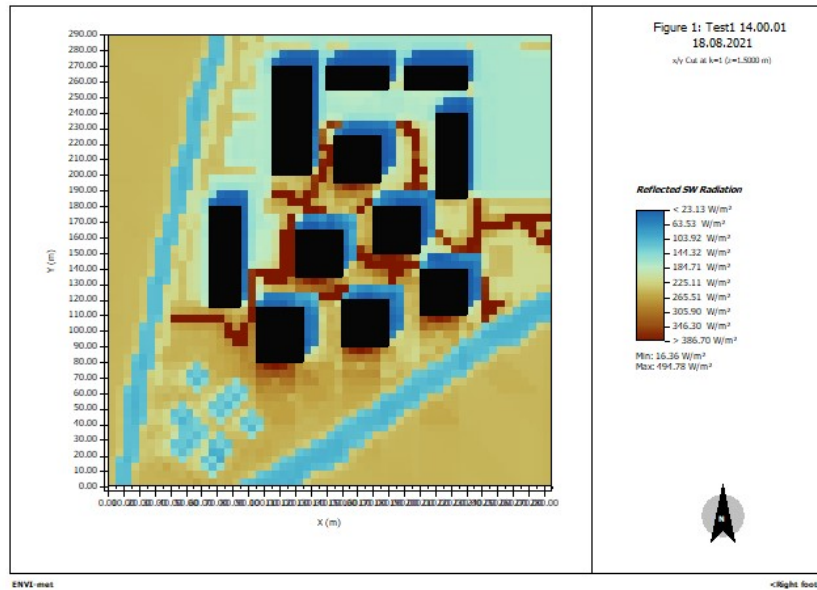 Figure 1: Test1 14.00.01
18.08.2021
x/y Cut at k=1 (z=1.5000 m)
290.00
280.00
270.00
260.00
250.00
240.00
230.00
220.00
210.00
200.00
190.00
180.00
170.00
160.00
150.00
140.00
130.00
120.00
110.00
100.00
90.00
80.00
70.00
60.00
50.00
40.00
30.00
20.00
10.00
0.00
Y (m)
X (m)
Reflected SW Radiation
< 23.13 W/m²
63.53 W/m²
103.92 W/m²
144.32 W/m²
184.71 W/m²
225.11 W/m²
265.51 W/m²
305.90 W/m²
346.30 W/m²
> 386.70 W/m²
Min: 16.36 W/m²
Max: 494.78 W/m²
N
ENVI-met
<Right foot